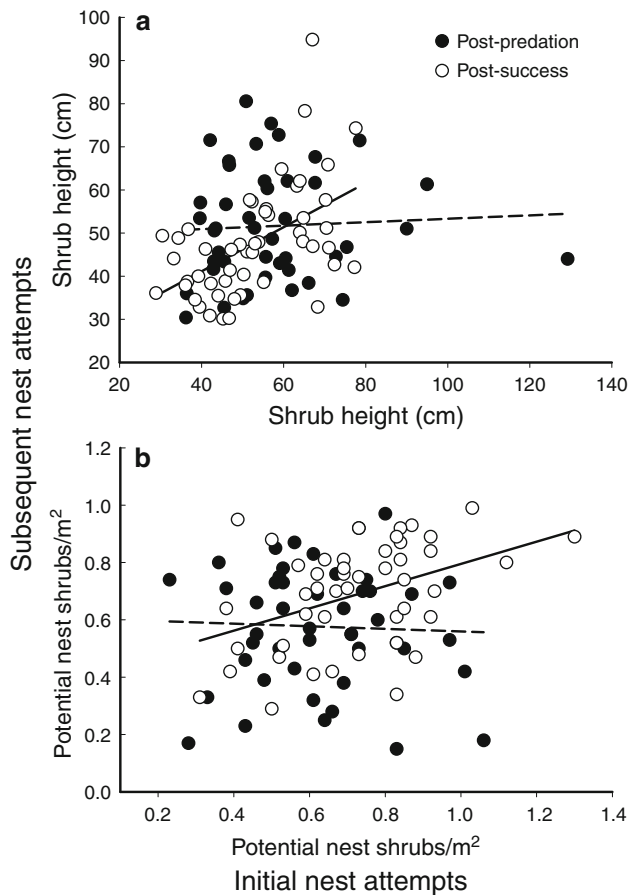 a
Post-predation
Post-success
100
90
80
70
60
50
40
30
20
Shrub height (cm)
20 40 60 80 100 120 140
Shrub height (cm)
Subsequent nest attempts
b
1.2
1.0
0.8
0.6
0.4
0.2
0.0
Potential nest shrubs/m²
0.2 0.4 0.6 0.8 1.0 1.2 1.4
Potential nest shrubs/m²
Initial nest attempts